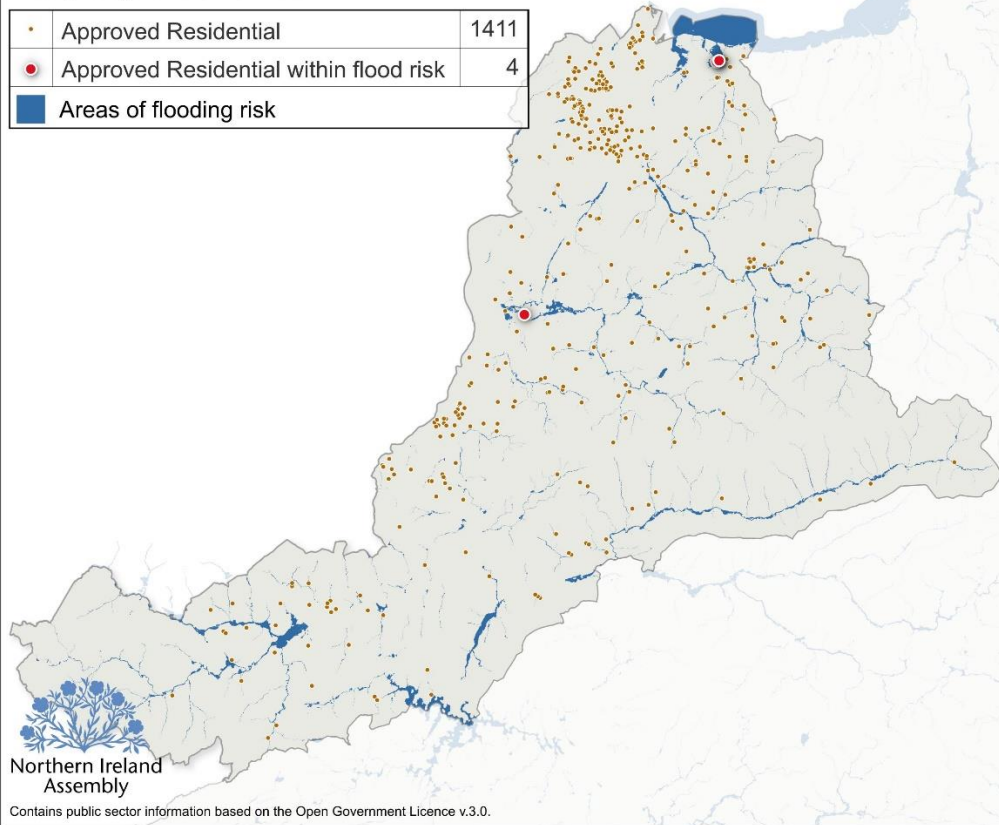 Approved Residential 1411
Approved Residential within flood risk 4
Areas of flooding risk
Northern Ireland
Assembly
Contains public sector information based on the Open Government Licence v.3.0.